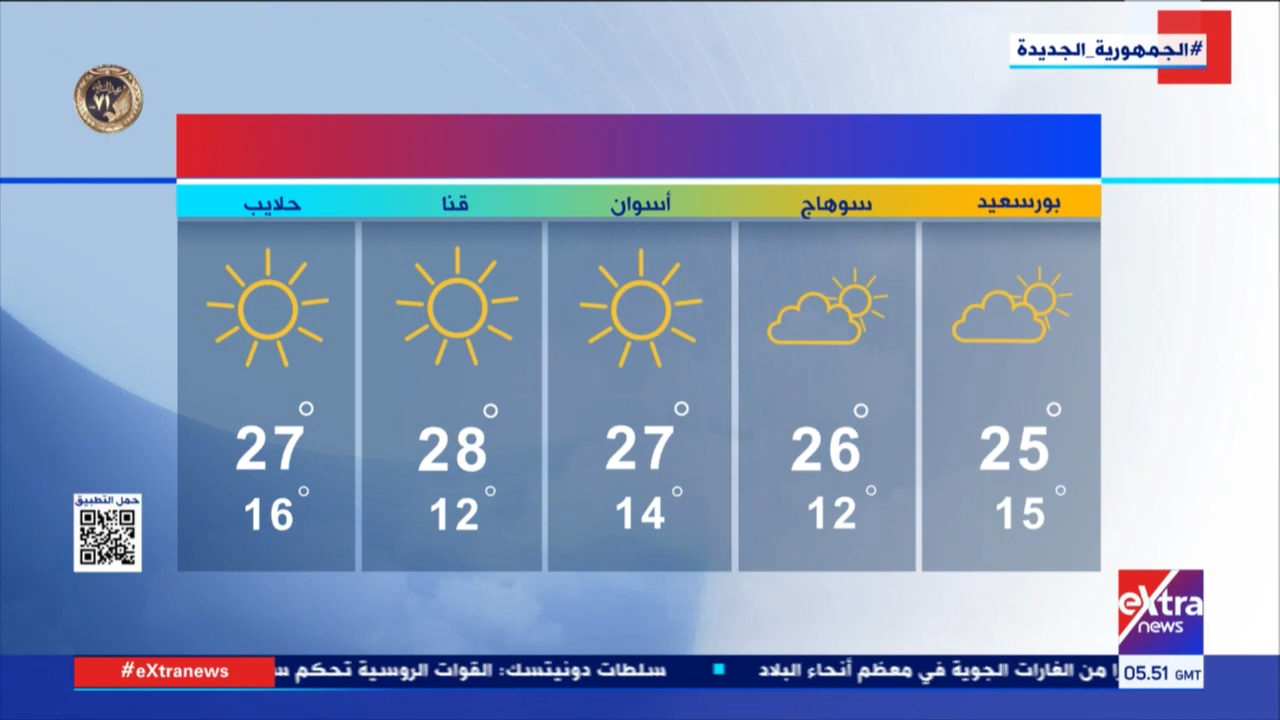 #الجمهورية_الجديدة
بورسعيد
سوهاج
أسوان
قنا
حلايب
25°
26°
27°
28°
27°
15°
12°
14°
12°
16°
حمل التطبيق
eXtra
news
#eXtranews
من الغارات الجوية في معظم أنحاء البلاد
سلطات دونيتسك: القوات الروسية تحكم
05.51 GMT